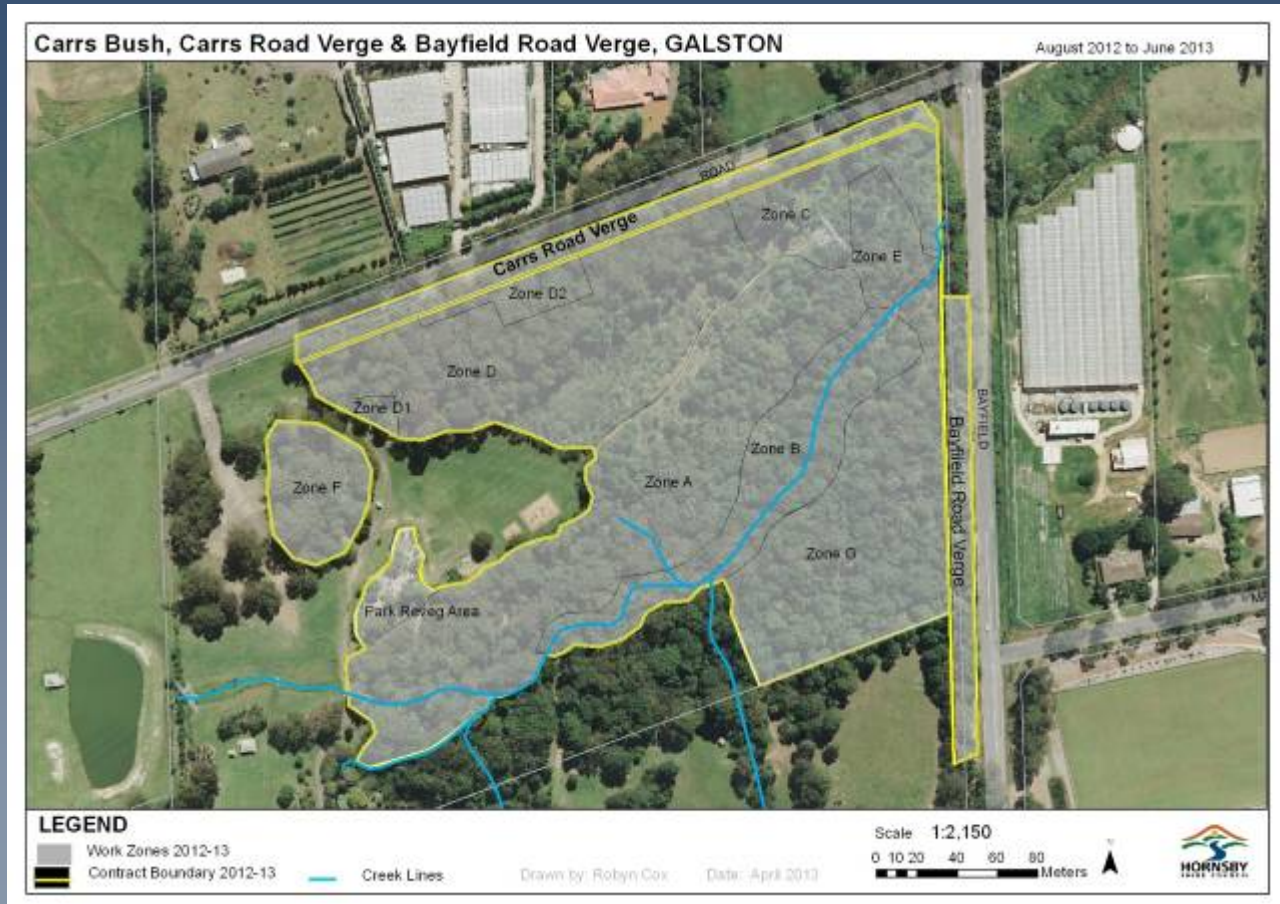 Carrs Bush, Carrs Road Verge & Bayfield Road Verge, GALSTON
August 2012 to June 2013
ROAD
Carrs Road Verge
Zone C
Zone E
Zone D2
Zone D
Zone D1
Zone B
Zone A
Zone F
Zone G
Park Reveg Area
BAYFIELD
Bayfield Road Verge
LEGEND
Work Zones 2012-13
Contract Boundary 2012-13
Creek Lines
Drawn by: Robyn Cox
Date: April 2013
Scale 1:2,150
0 10 20 40 60 80
Meters
HORNSBY
SHIRE COUNCIL